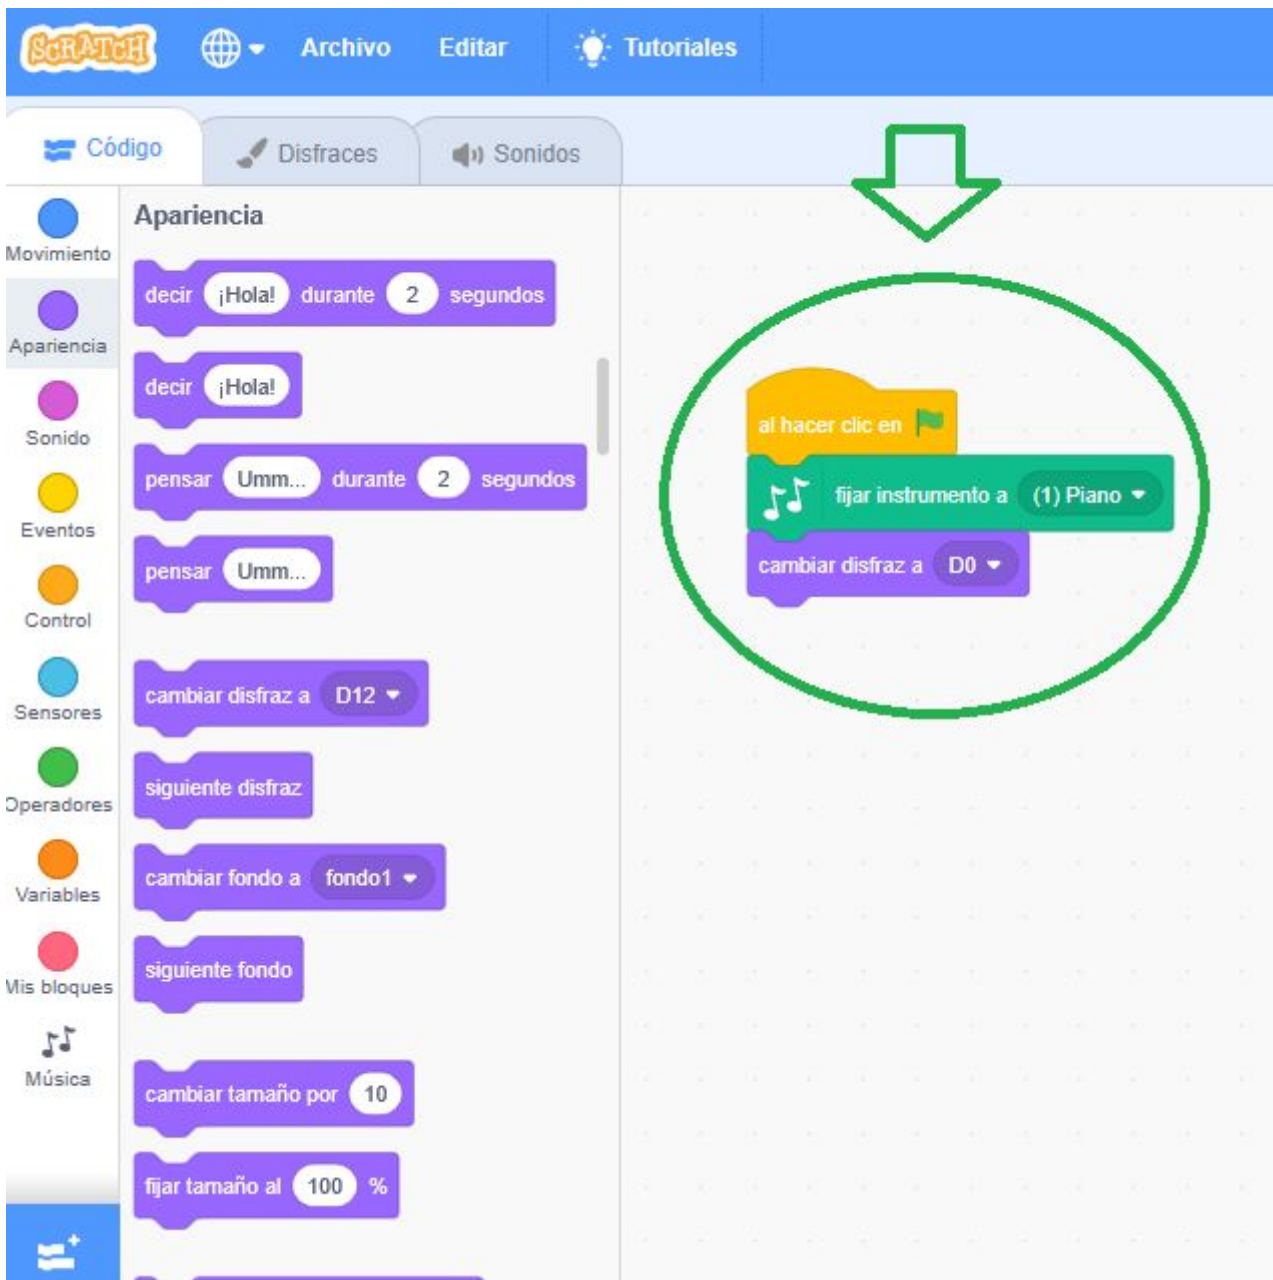 SCRATCH Archivo Editar Tutoriales
Código Disfraces Sonidos
Movimiento
Apariencia
Sonido
Eventos
Control
Sensores
Operadores
Variables
Mis bloques
Música
Apariencia
decir ¡Hola! durante 2 segundos
decir ¡Hola!
pensar Umm... durante 2 segundos
pensar Umm...
cambiar disfraz a D12
siguiente disfraz
cambiar fondo a fondo1
siguiente fondo
cambiar tamaño por 10
fijar tamaño al 100 %
al hacer clic en
fijar instrumento a (1) Piano
cambiar disfraz a D0